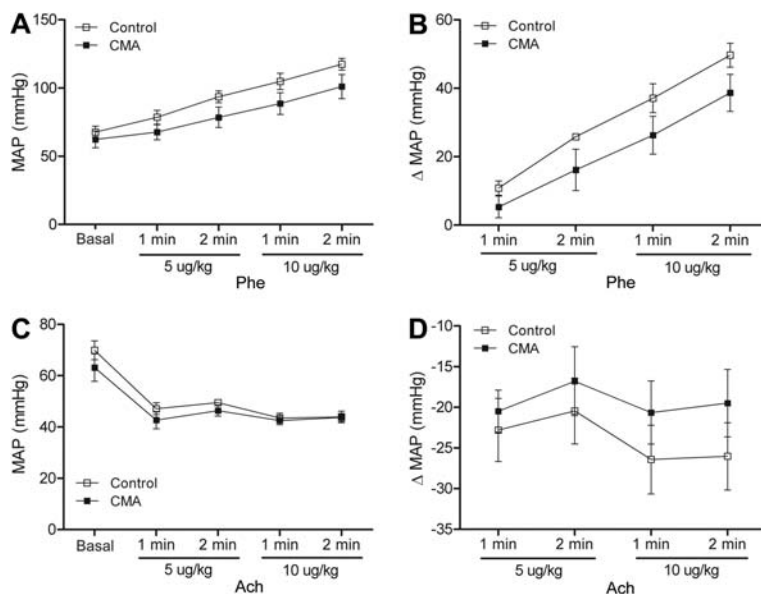 A
Control
CMA
MAP (mmHg)
150
100
50
0
Basal
1 min
2 min
1 min
2 min
5 ug/kg
10 ug/kg
Phe
B
Control
CMA
Δ MAP (mmHg)
60
40
20
0
1 min
2 min
1 min
2 min
5 ug/kg
10 ug/kg
Phe
C
Control
CMA
MAP (mmHg)
80
60
40
20
0
Basal
1 min
2 min
1 min
2 min
5 ug/kg
10 ug/kg
Ach
D
Control
CMA
Δ MAP (mmHg)
-10
-15
-20
-25
-30
-35
1 min
2 min
1 min
2 min
5 ug/kg
10 ug/kg
Ach